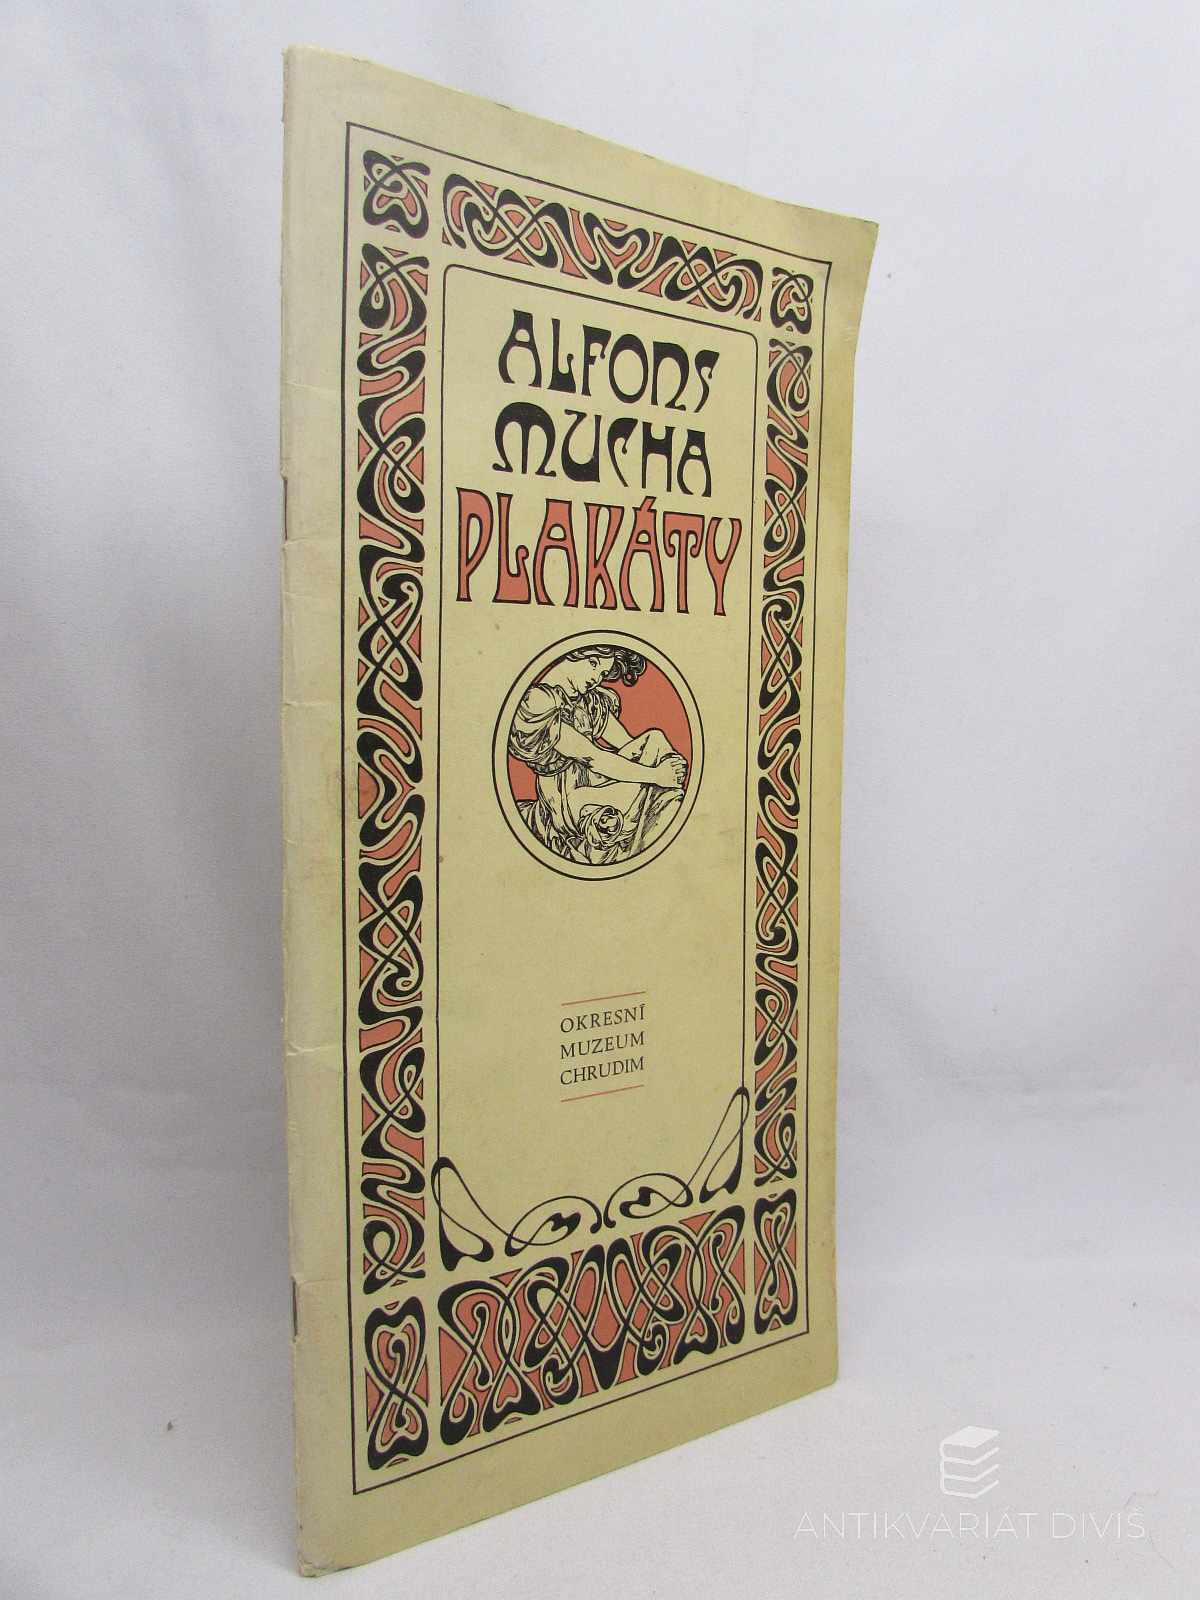 ALFONS
MUCHA
PLAKÁTY
OKRESNÍ
MUZEUM
CHRUDIM
ANTIKVARIÁT DIVIŠ